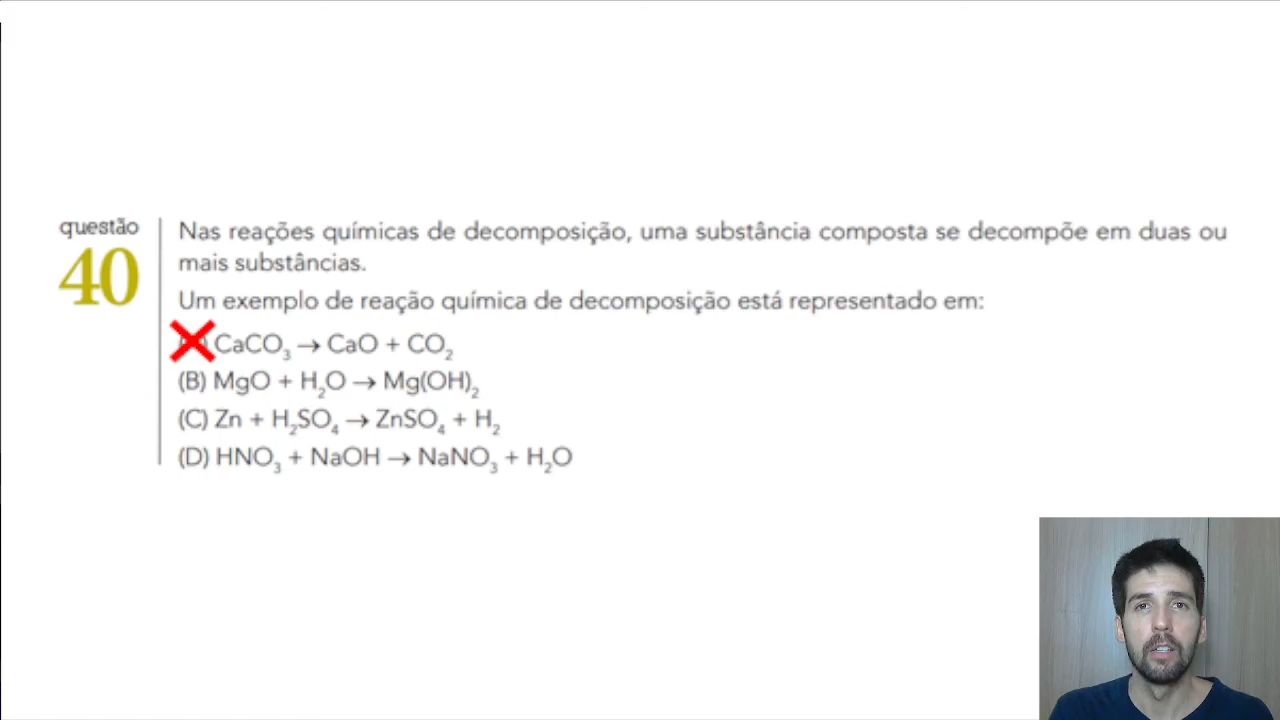 questão
40
Nas reações químicas de decomposição, uma substância composta se decompõe em duas ou
mais substâncias.
Um exemplo de reação química de decomposição está representado em:
CaCO₃ → CaO + CO₂
(B) MgO + H₂O → Mg(OH)₂
(C) Zn + H₂SO₄ → ZnSO₄ + H₂
(D) HNO₃ + NaOH → NaNO₃ + H₂O